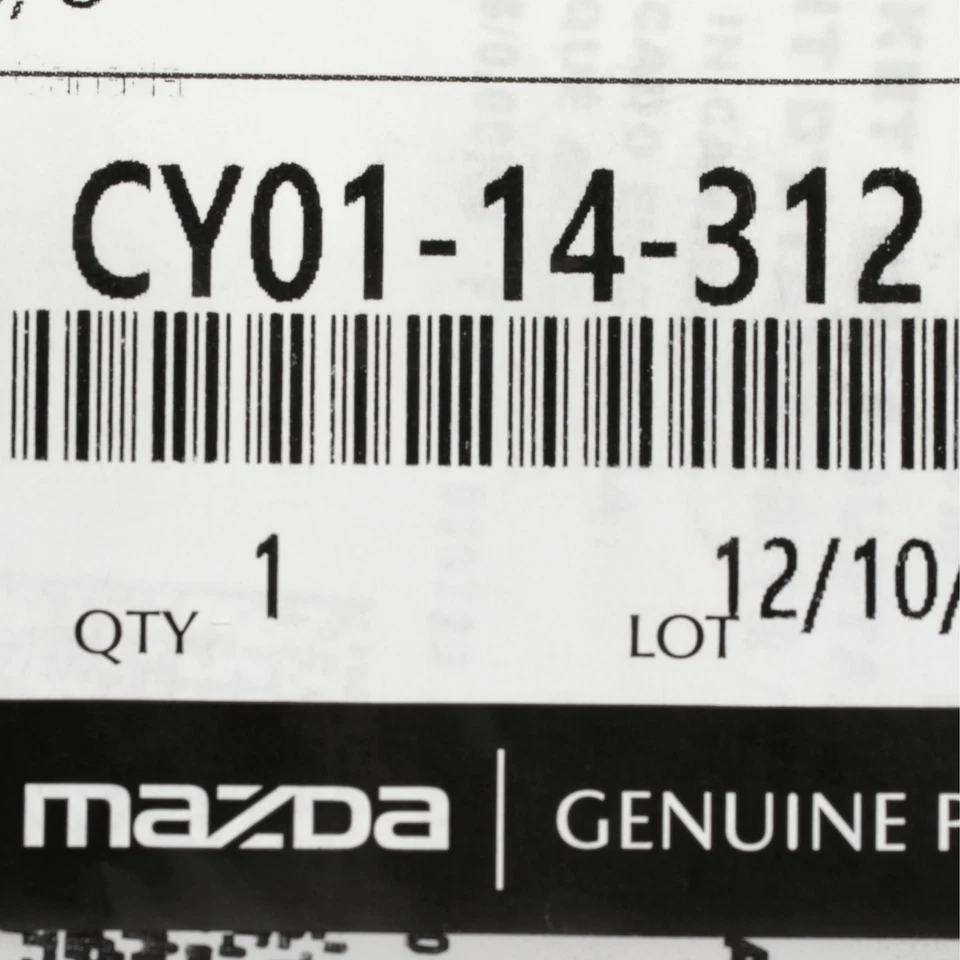 CY01-14-312
1
QTY
12/10/
LOT
mazda
GENUINE P